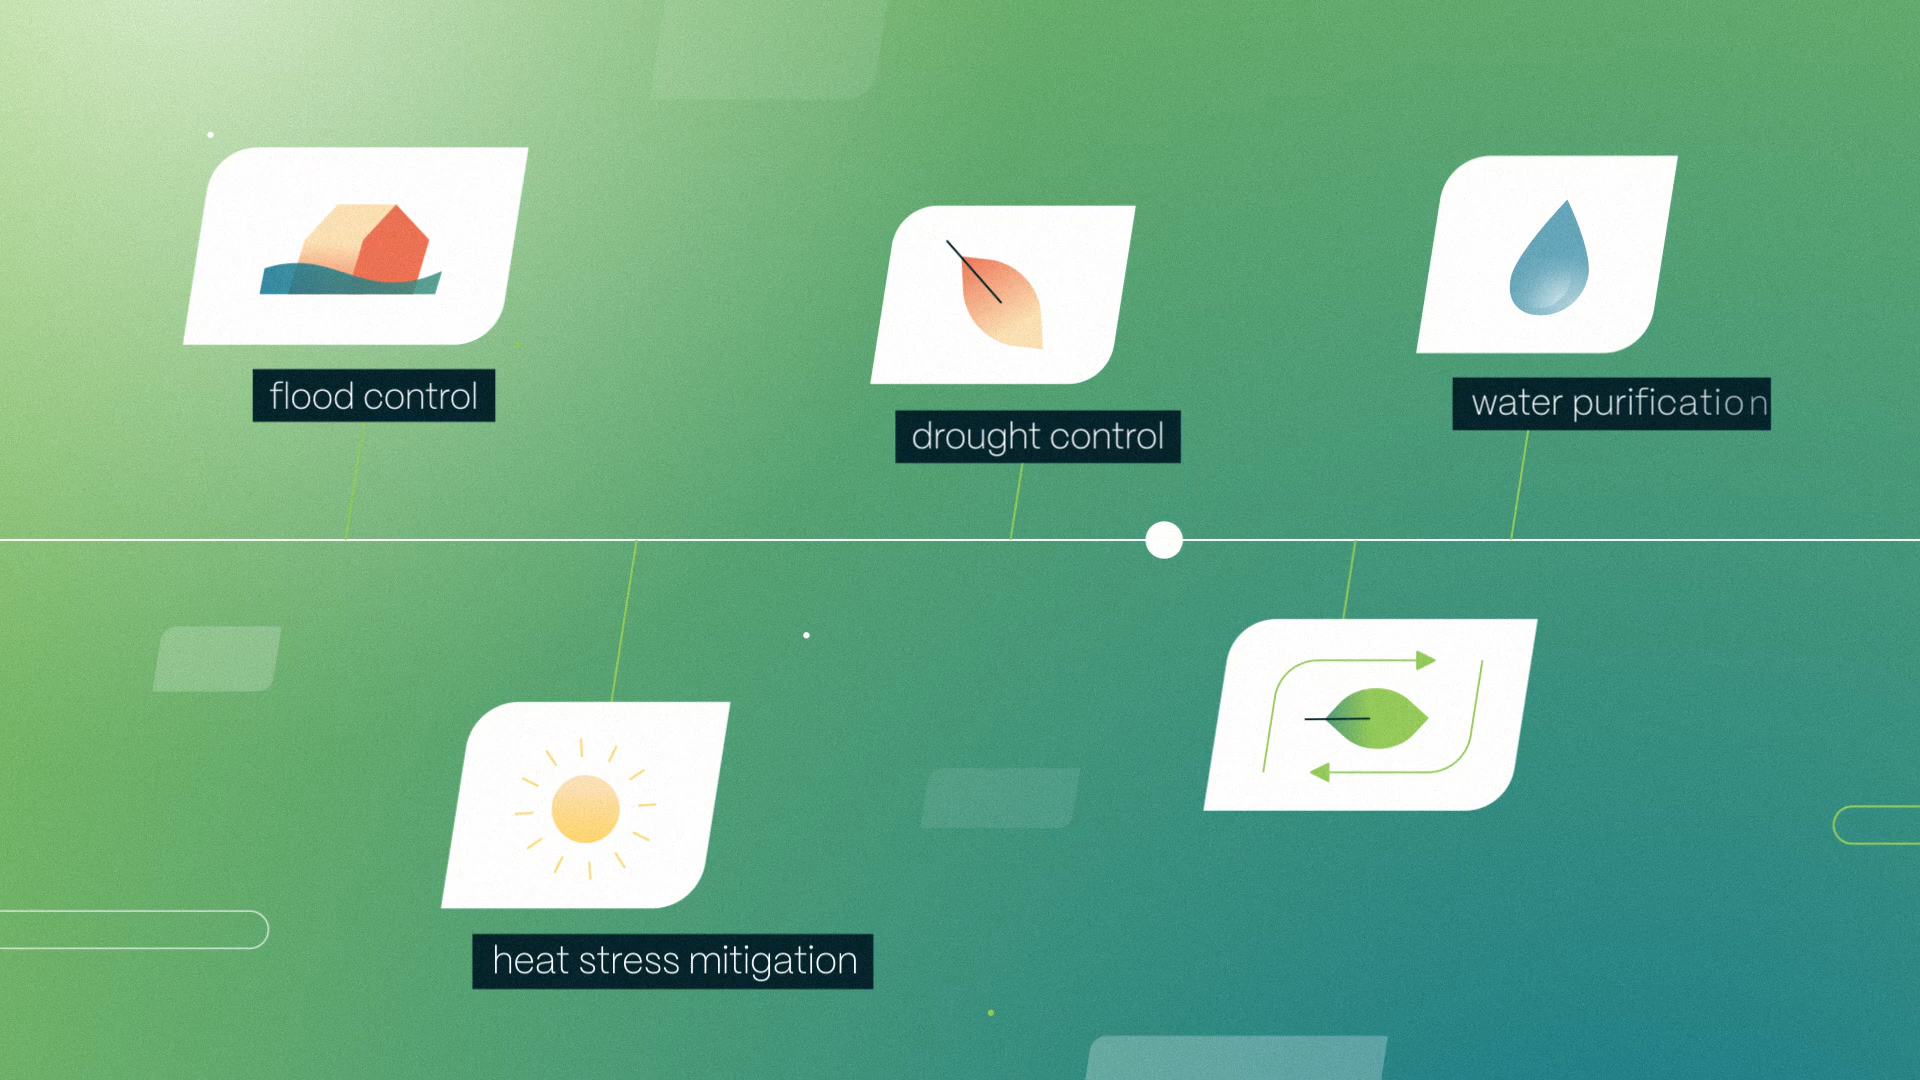 flood control
drought control
water purification
heat stress mitigation